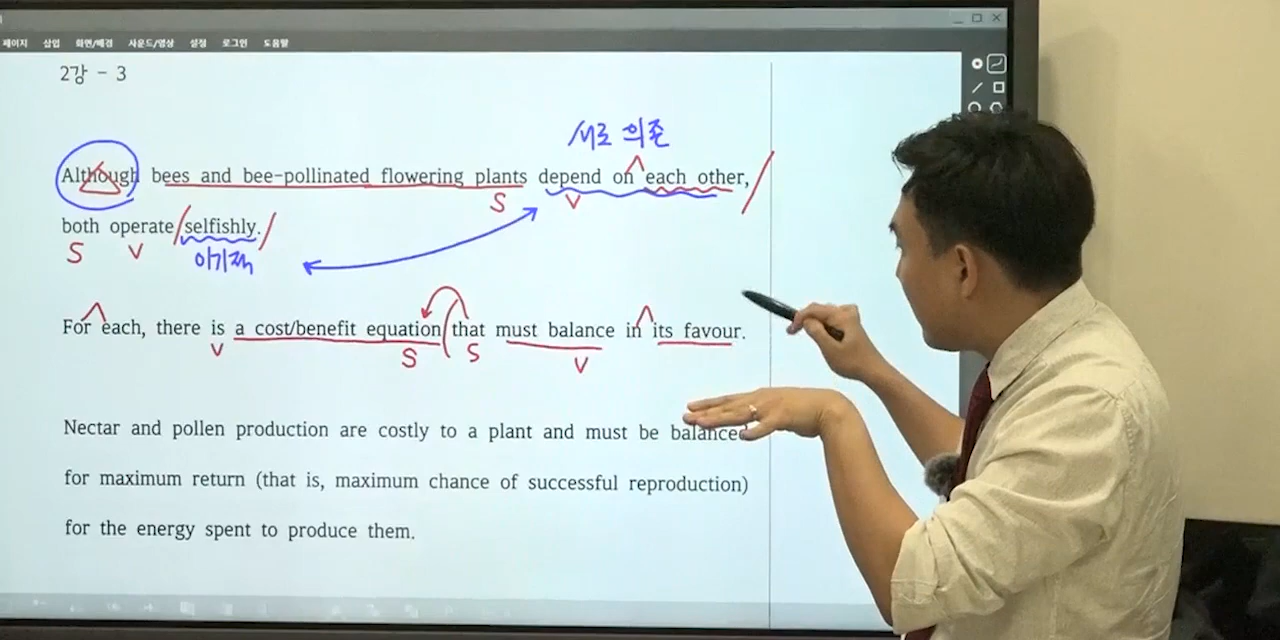 페이지 삽입 화면/배경 사운드/영상 설정 로그인 도움말
2강 - 3
서로 의존
Although bees and bee-pollinated flowering plants depend on each other,
S V
both operate selfishly.
S V 이기적
For each, there is a cost/benefit equation that must balance in its favour.
V S S V
Nectar and pollen production are costly to a plant and must be balanced
for maximum return (that is, maximum chance of successful reproduction)
for the energy spent to produce them.